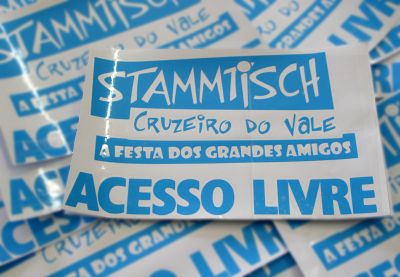 STAMMTISCH
CRUZEIRO DO VALE
A FESTA DOS GRANDES AMIGOS
ACESSO LIVRE